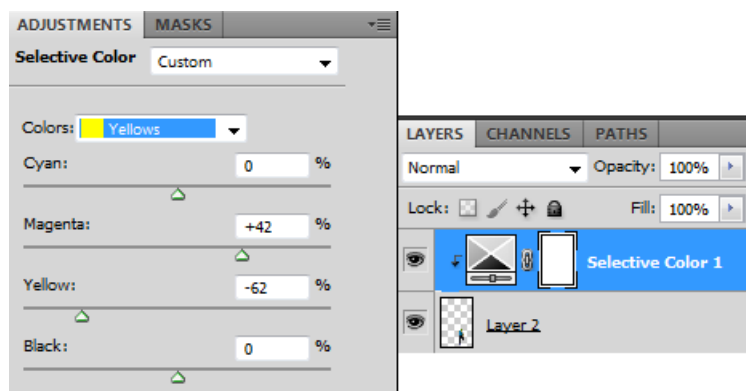 ADJUSTMENTS MASKS
Selective Color Custom
Colors: Yellows
Cyan: 0 %
Magenta: +42 %
Yellow: -62 %
Black: 0 %
LAYERS CHANNELS PATHS
Normal Opacity: 100%
Lock: Fill: 100%
Selective Color 1
Layer 2